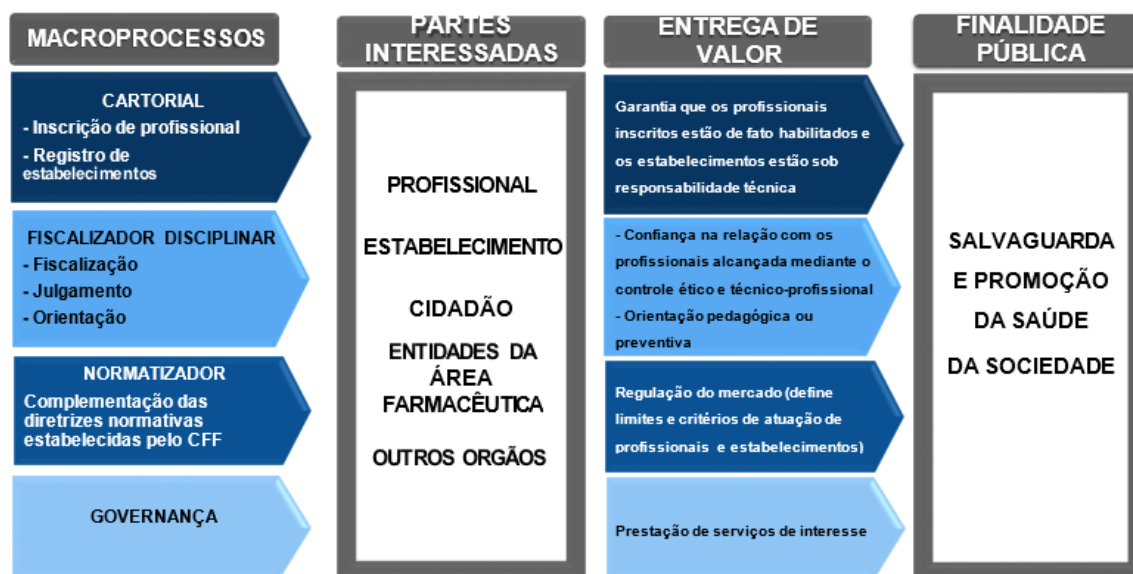 MACROPROCESSOS
CARTORIAL
- Inscrição de profissional
- Registro de
estabelecimentos
FISCALIZADOR DISCIPLINAR
- Fiscalização
- Julgamento
- Orientação
NORMATIZADOR
Complementação das
diretrizes normativas
estabelecidas pelo CFF
GOVERNANÇA
PARTES
INTERESSADAS
PROFISSIONAL
ESTABELECIMENTO
CIDADÃO
ENTIDADES DA
ÁREA
FARMACÊUTICA
OUTROS ORGÃOS
ENTREGA DE
VALOR
Garantia que os profissionais
inscritos estão de fato habilitados e
os estabelecimentos estão sob
responsabilidade técnica
- Confiança na relação com os
profissionais alcançada mediante o
controle ético e técnico-profissional
- Orientação pedagógica ou
preventiva
Regulação do mercado (define
limites e critérios de atuação de
profissionais e estabelecimentos)
Prestação de serviços de interesse
FINALIDADE
PÚBLICA
SALVAGUARDA
E PROMOÇÃO
DA SAÚDE
DA SOCIEDADE